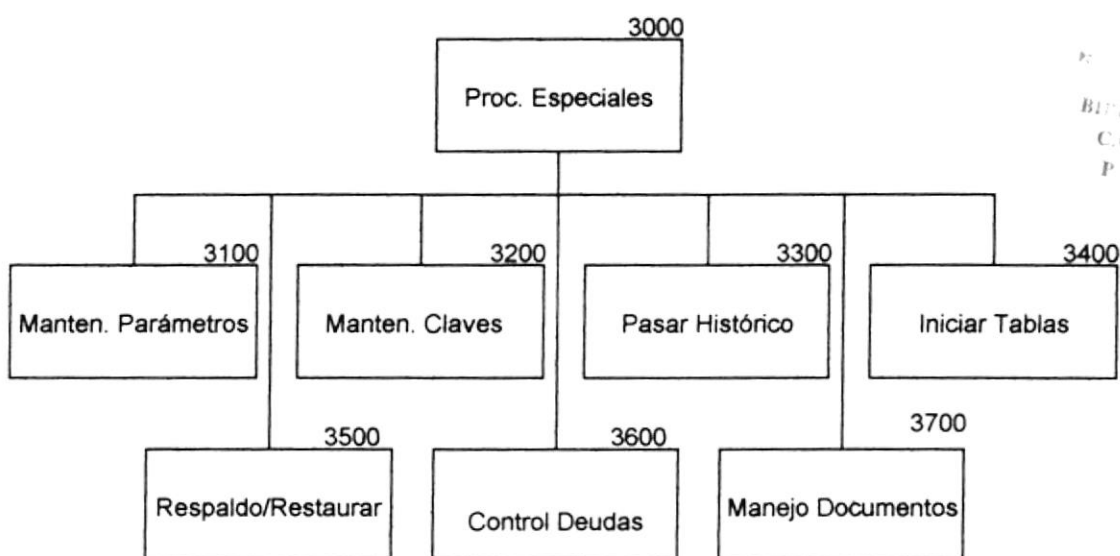 3000
Proc. Especiales
3100
3200
3300
3400
Manten. Parámetros
Manten. Claves
Pasar Histórico
Iniciar Tablas
3500
3600
3700
Respaldo/Restaurar
Control Deudas
Manejo Documentos